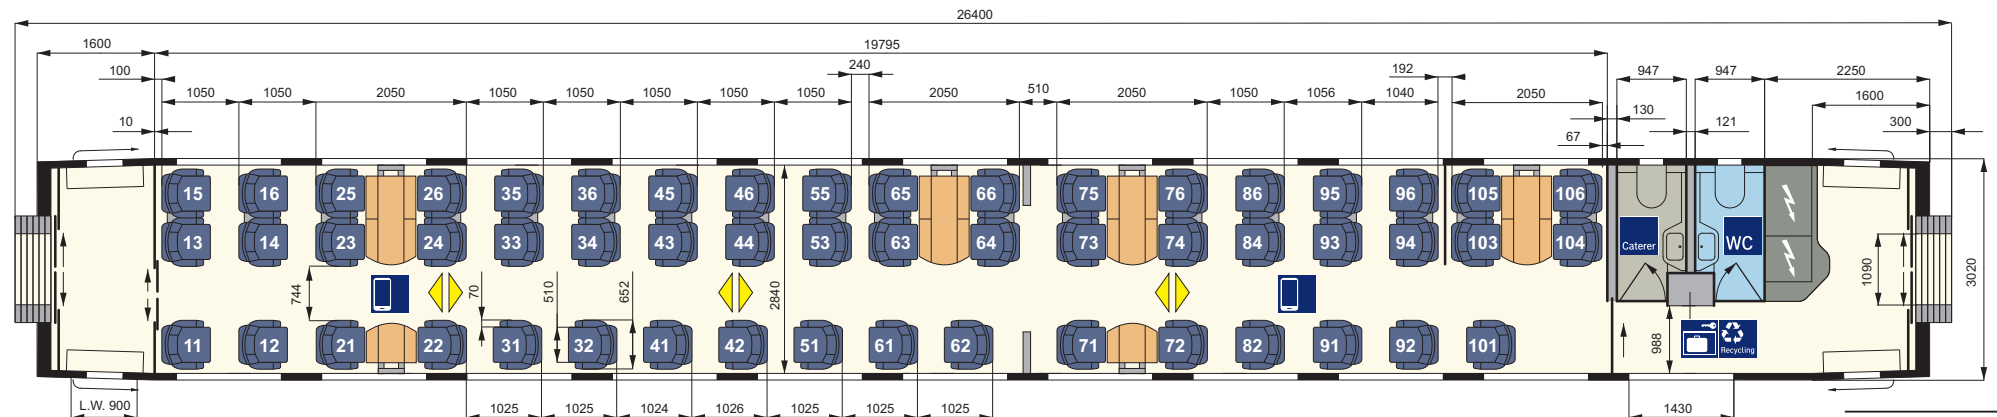 26400
1600 19795 947 947 2250
100 240 192 1600
1050 1050 2050 1050 1050 1050 1050 1050 2050 510 2050 1050 1056 1040 2050
10 67 130 121 300
15 16 25 26 35 36 45 46 55 65 66 75 76 86 95 96 105 106
13 14 23 24 33 34 43 44 53 63 64 73 74 84 93 94 103 104
Caterer WC
744 70 510 652 2840 1090 3020
11 12 21 22 31 32 41 42 51 61 62 71 72 82 91 92 101
988 Recycling
L.W. 900 1025 1025 1024 1026 1025 1025 1025 1430